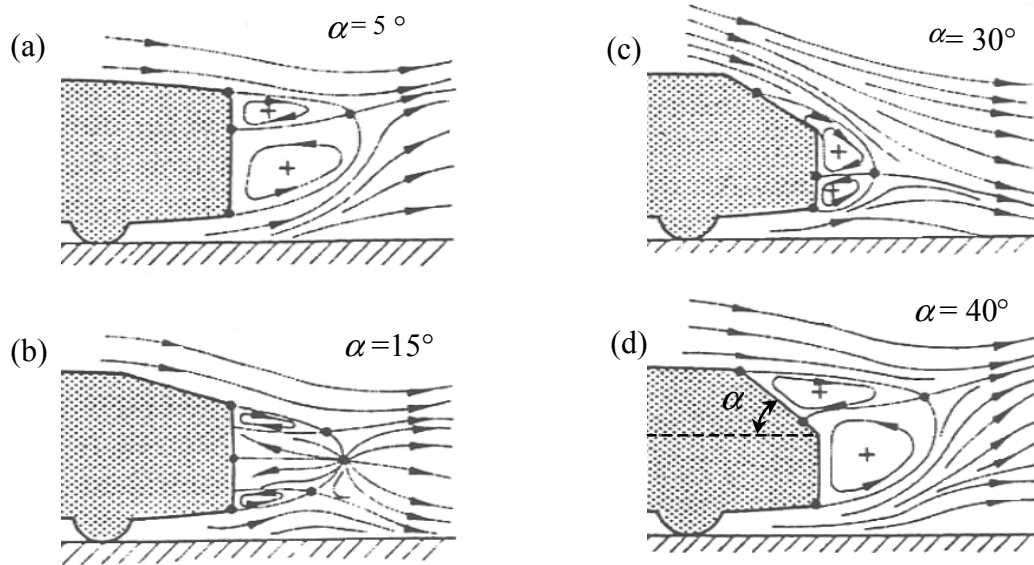 (a)
α = 5 °
(b)
α =15°
(c)
α = 30°
(d)
α = 40°
α